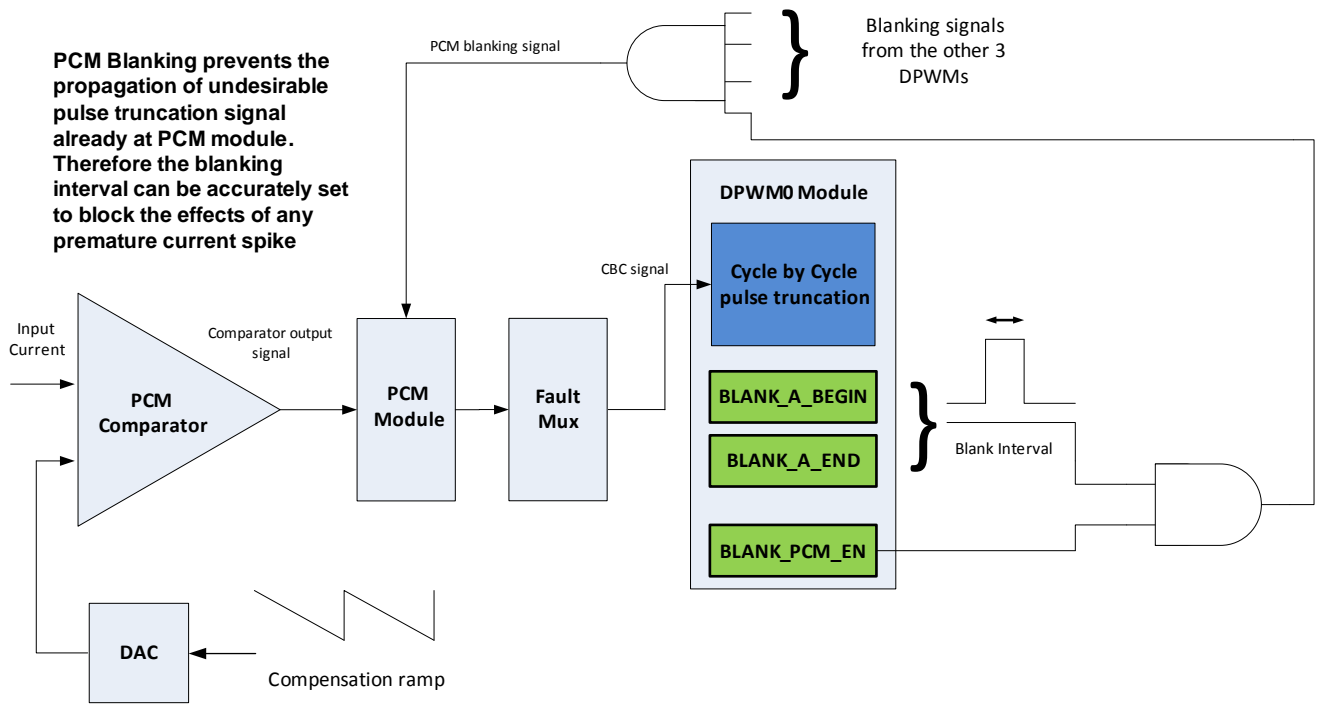 PCM Blanking prevents the
propagation of undesirable
pulse truncation signal
already at PCM module.
Therefore the blanking
interval can be accurately set
to block the effects of any
premature current spike
PCM blanking signal
Blanking signals
from the other 3
DPWMs
}
DPWM0 Module
Cycle by Cycle
pulse truncation
CBC signal
Input
Current
Comparator output
signal
PCM
Comparator
PCM
Module
Fault
Mux
BLANK_A_BEGIN
BLANK_A_END
}
Blank Interval
BLANK_PCM_EN
DAC
Compensation ramp